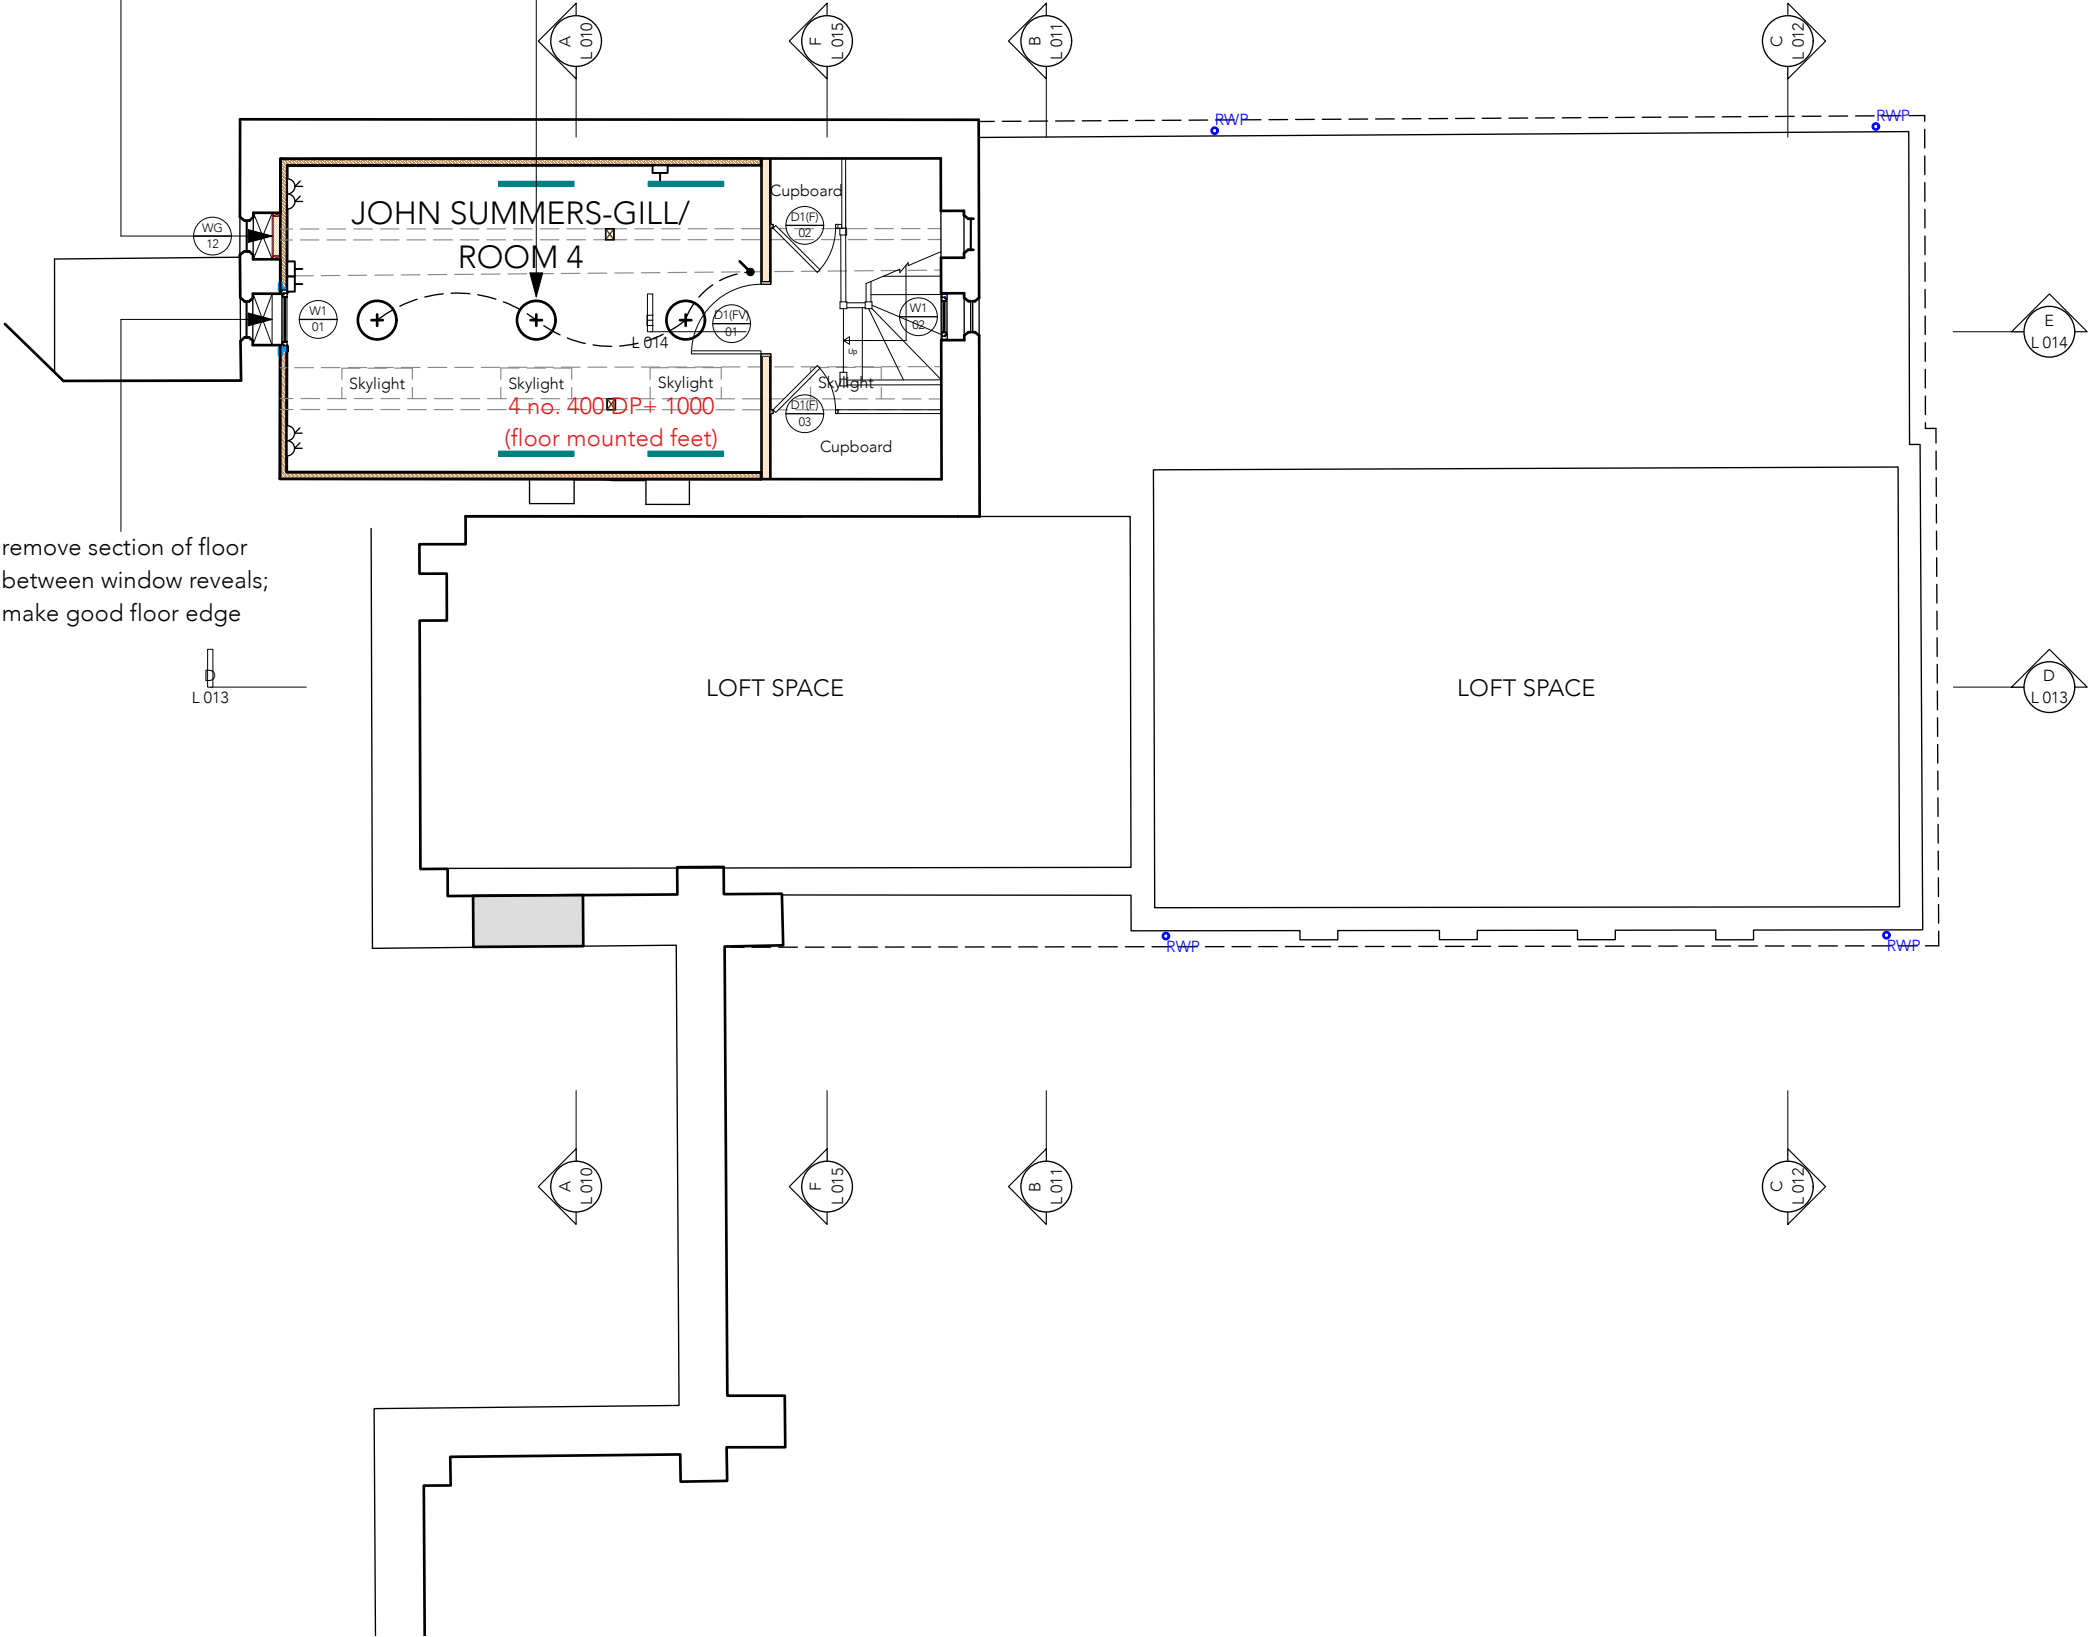 A
L 010
F
L 015
B
L 011
C
L 012
RWP
RWP
Cupboard
JOHN SUMMERS-GILL/
ROOM 4
D1(F)
02
WG
12
W1
01
D1(FV)
01
E
L 014
W1
02
Up
E
L 014
Skylight
Skylight
Skylight
Skylight
4 no. 400 DP+ 1000
(floor mounted feet)
D1(F)
03
Cupboard
remove section of floor
between window reveals;
make good floor edge
D
L 013
LOFT SPACE
LOFT SPACE
D
L 013
RWP
RWP
A
L 010
F
L 015
B
L 011
C
L 012